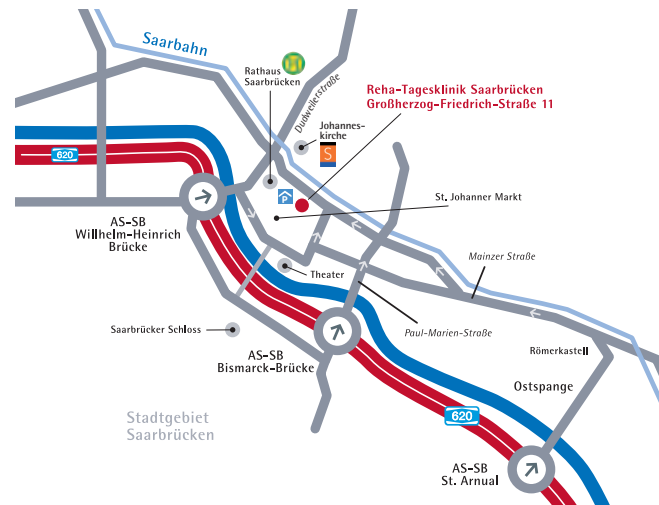 Saarbahn
Rathaus
Saarbrücken
Dudweilerstraße
Reha-Tagesklinik Saarbrücken
Großherzog-Friedrich-Straße 11
Johannes-
kirche
S
620
P
St. Johanner Markt
AS-SB
Willhelm-Heinrich
Brücke
Theater
Mainzer Straße
Saarbrücker Schloss
Paul-Marien-Straße
AS-SB
Bismarck-Brücke
Römerkastell
Ostspange
620
Stadtgebiet
Saarbrücken
AS-SB
St. Arnual